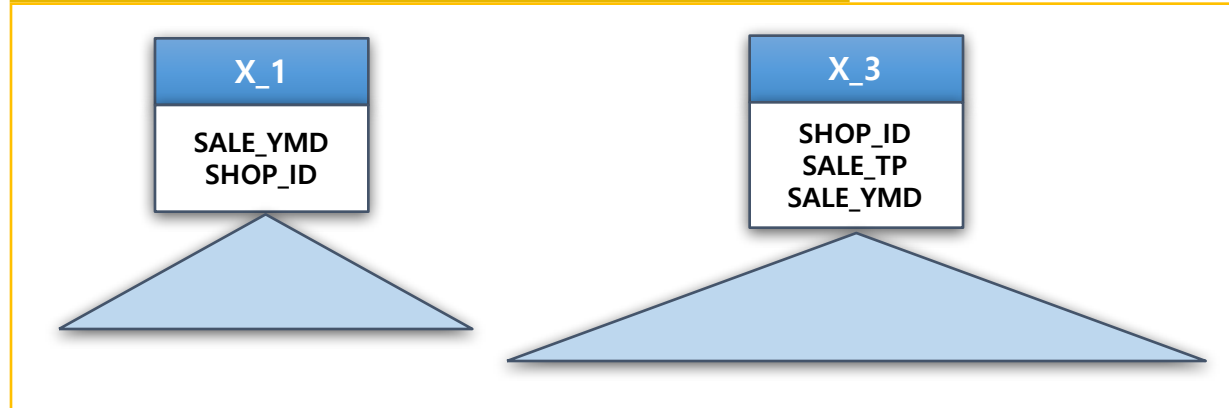 X_1
SALE_YMD
SHOP_ID
X_3
SHOP_ID
SALE_TP
SALE_YMD